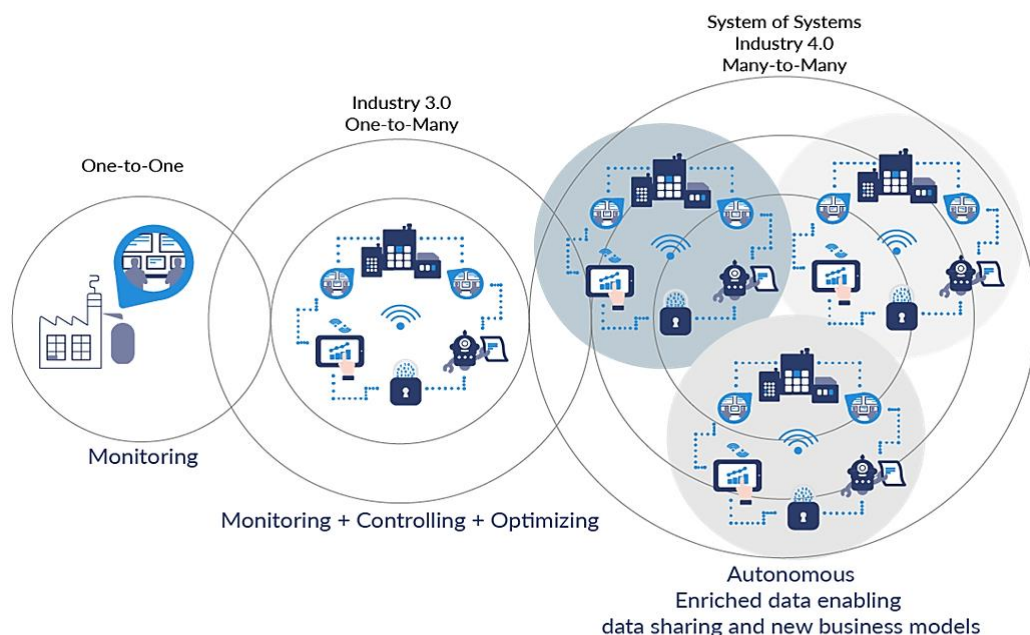 One-to-One
Monitoring
Industry 3.0
One-to-Many
Monitoring + Controlling + Optimizing
System of Systems
Industry 4.0
Many-to-Many
Autonomous
Enriched data enabling
data sharing and new business models